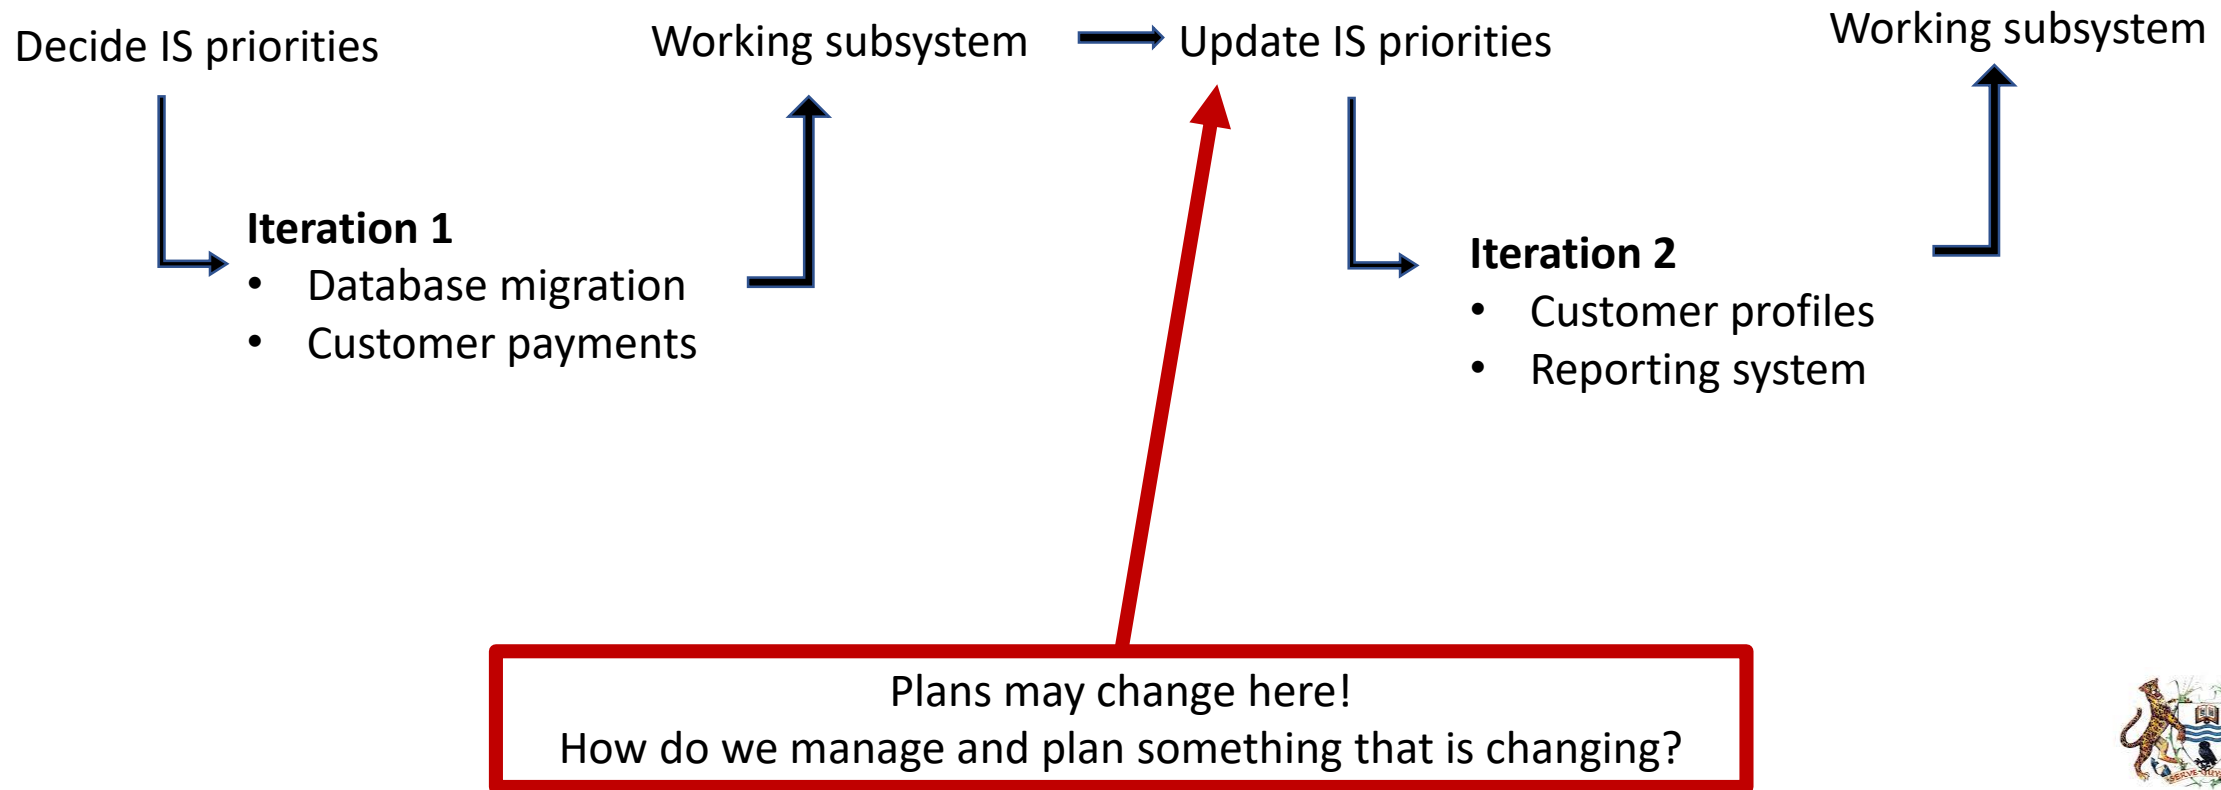 Decide IS priorities
Working subsystem
Update IS priorities
Working subsystem
Iteration 1
• Database migration
• Customer payments
Iteration 2
• Customer profiles
• Reporting system
Plans may change here!
How do we manage and plan something that is changing?